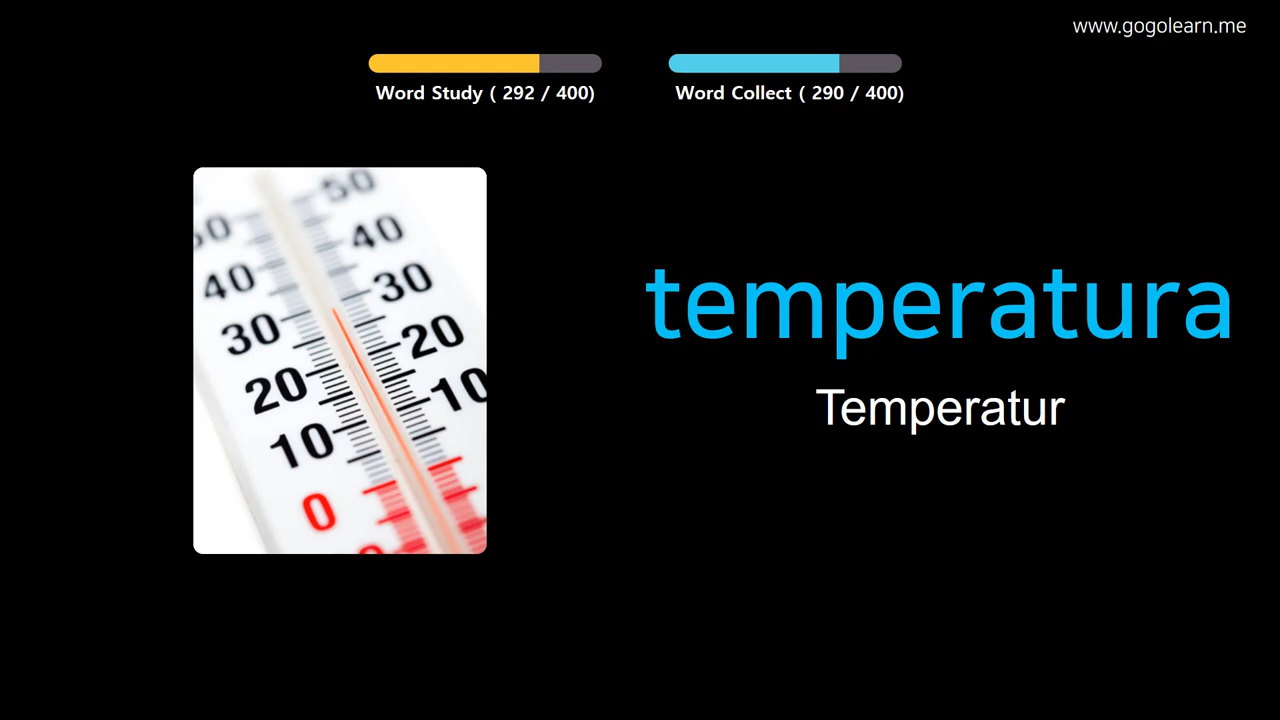 www.gogolearn.me
Word Study ( 292 / 400)
Word Collect ( 290 / 400)
50
40
40
30
30
20
20
10
10
0
temperatura
Temperatur